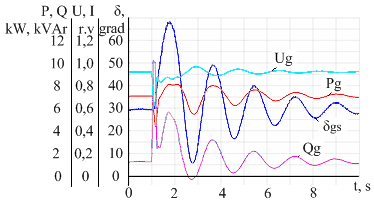 P, Q U, I δ,
kW, kVAr r.v grad
12 1,2 60
10 1,0 50
8 0,8 40
6 0,6 30
4 0,4 20
2 0,2 10
0 0 0
Ug
Pg
δgs
Qg
0 2 4 6 8 t, s